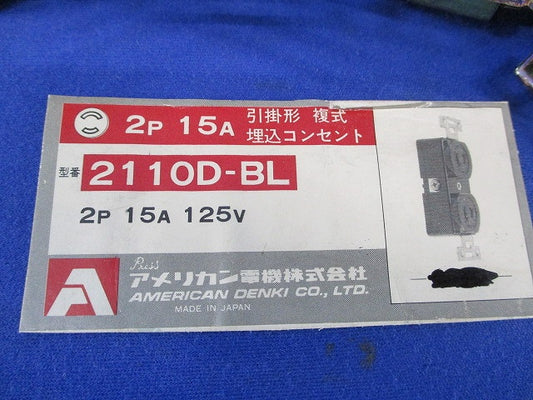 2P 15A 引掛形 複式
埋込コンセント
型番 2110D-BL
2P 15A 125V
Press
アメリカン電機株式会社
AMERICAN DENKI CO., LTD.
MADE IN JAPAN